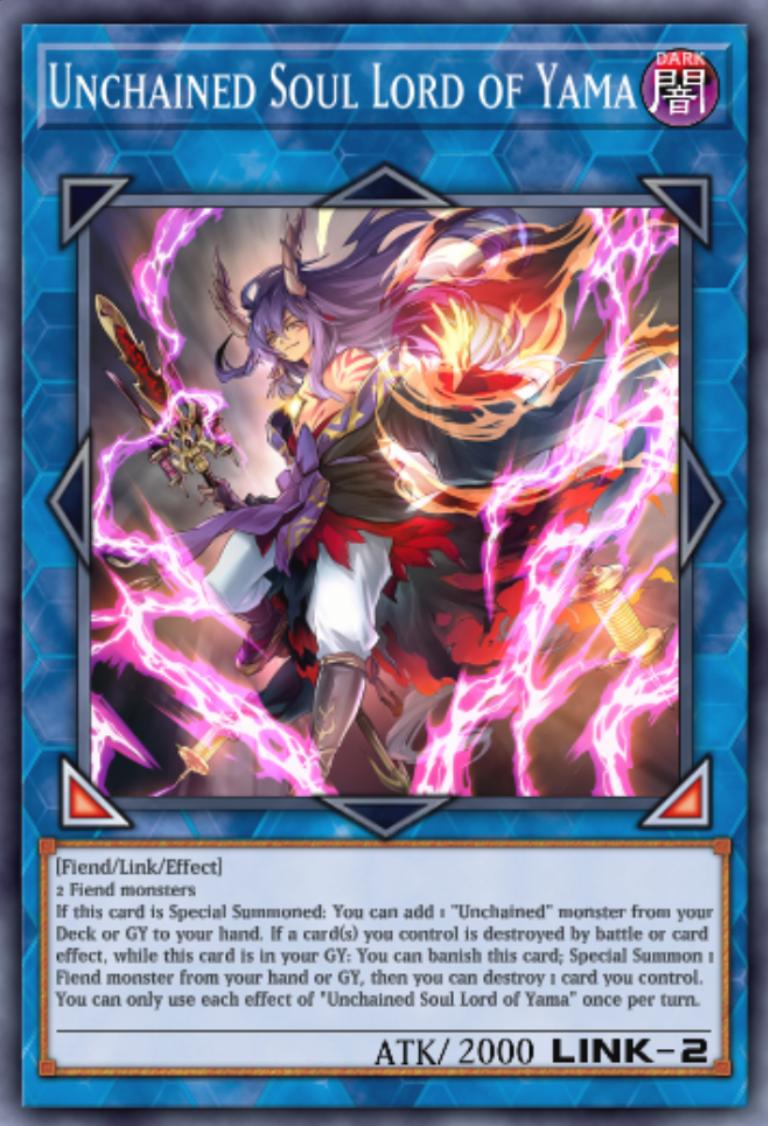 UNCHAINED SOUL LORD OF YAMA
DARK
闇
[Fiend/Link/Effect]
2 Fiend monsters
If this card is Special Summoned: You can add 1 "Unchained" monster from your
Deck or GY to your hand. If a card(s) you control is destroyed by battle or card
effect, while this card is in your GY: You can banish this card; Special Summon 1
Fiend monster from your hand or GY, then you can destroy 1 card you control.
You can only use each effect of "Unchained Soul Lord of Yama" once per turn.
ATK/ 2000 LINK-2